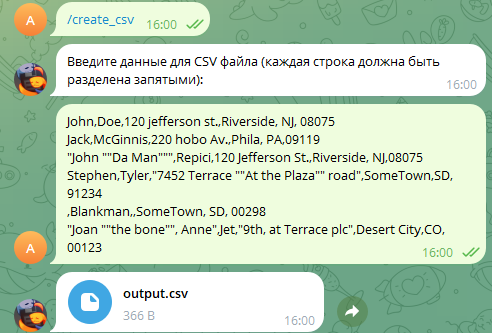 A
/create_csv
16:00
Введите данные для CSV файла (каждая строка должна быть
разделена запятыми):
16:00
John,Doe,120 jefferson st.,Riverside, NJ, 08075
Jack,McGinnis,220 hobo Av.,Phila, PA,09119
"John ""Da Man""",Repici,120 Jefferson St.,Riverside, NJ,08075
Stephen,Tyler,"7452 Terrace ""At the Plaza"" road",SomeTown,SD,
91234
,Blankman,,SomeTown, SD, 00298
"Joan ""the bone"", Anne",Jet,"9th, at Terrace plc",Desert City,CO,
00123
A
16:00
output.csv
366 B
16:00